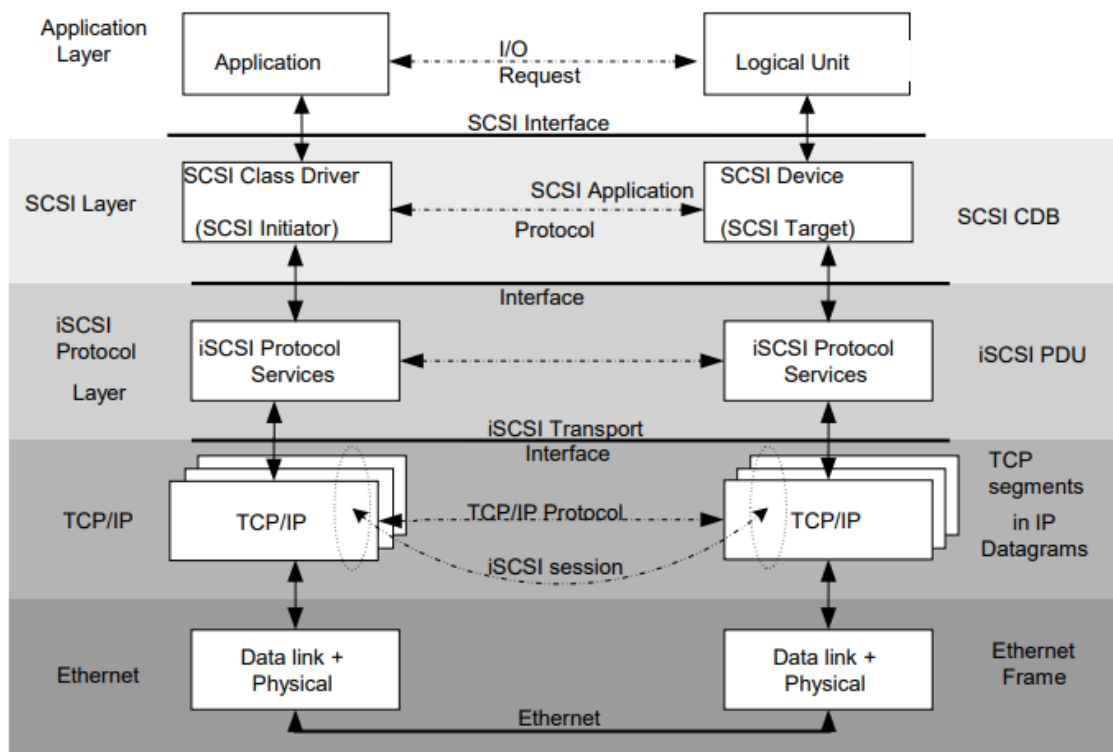 Application
Layer
Application
I/O
Request
Logical Unit
SCSI Interface
SCSI Layer
SCSI Class Driver
(SCSI Initiator)
SCSI Application
Protocol
SCSI Device
(SCSI Target)
SCSI CDB
Interface
iSCSI
Protocol
Layer
iSCSI Protocol
Services
iSCSI Protocol
Services
iSCSI PDU
iSCSI Transport
Interface
TCP/IP
TCP/IP
TCP/IP Protocol
iSCSI session
TCP/IP
TCP
segments
in IP
Datagrams
Ethernet
Data link +
Physical
Data link +
Physical
Ethernet
Frame
Ethernet